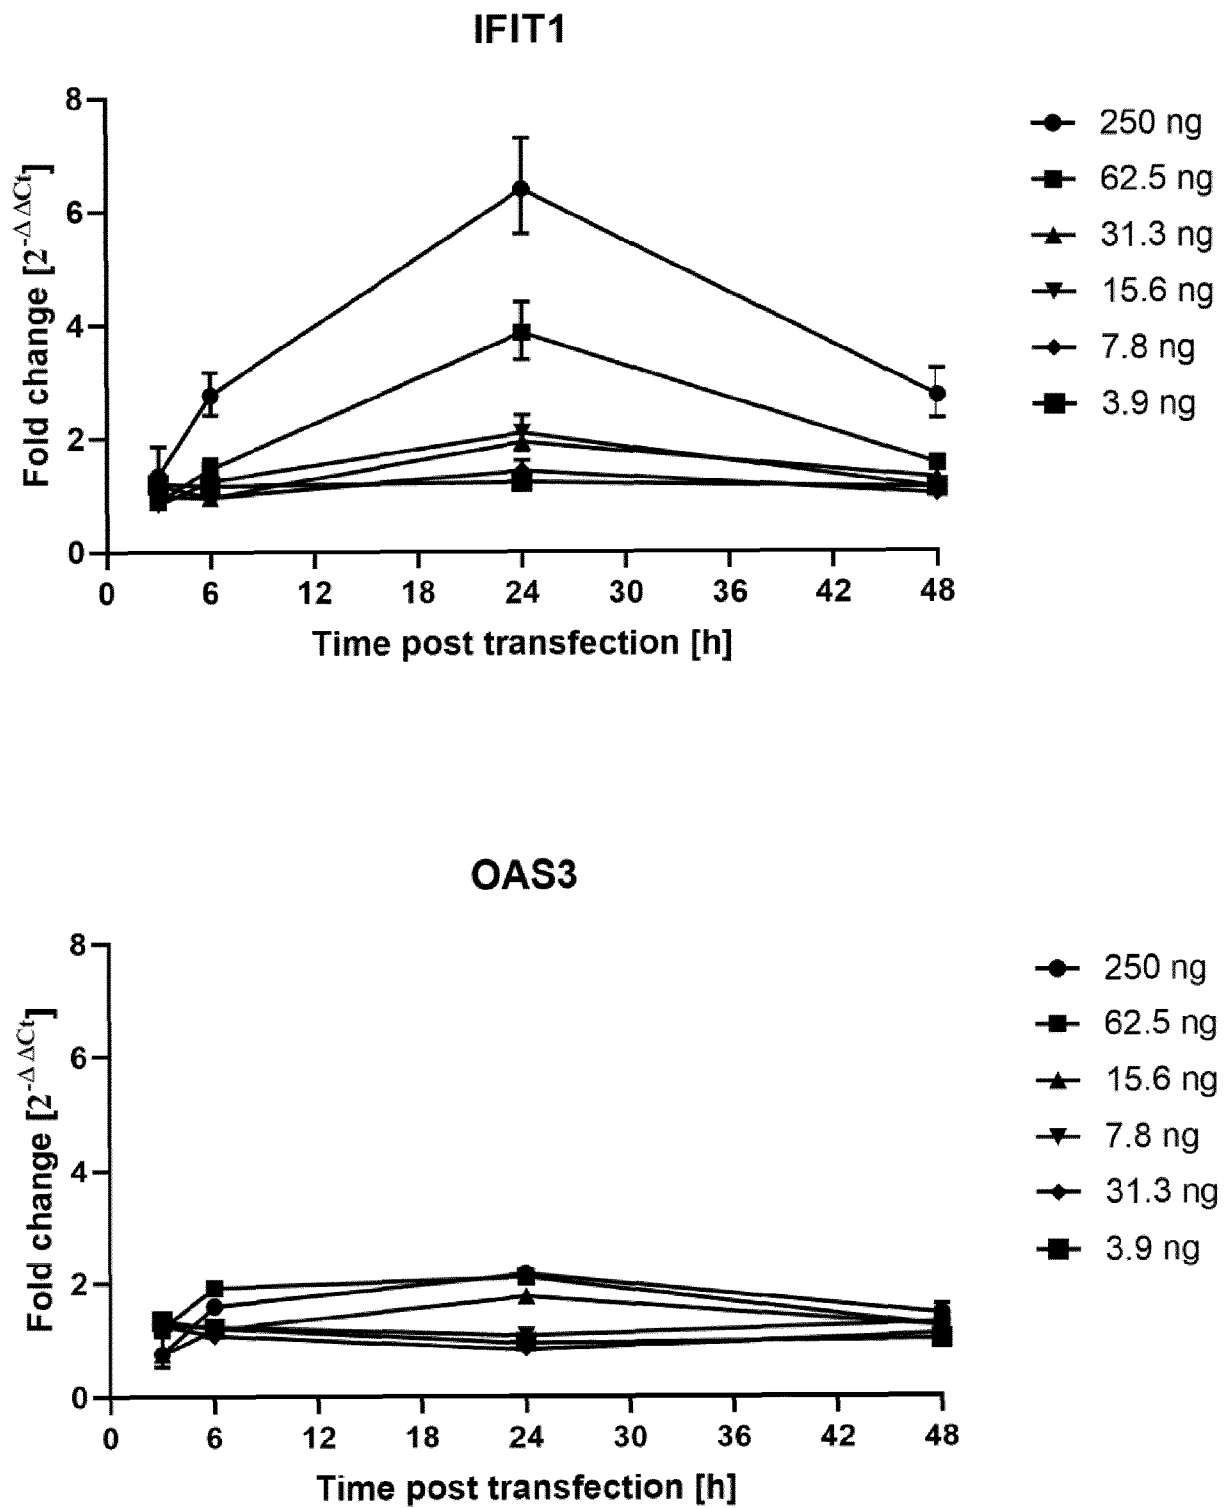 IFIT1
Fold change [2-Δ ΔCt]
8
6
4
2
0
0 6 12 18 24 30 36 42 48
Time post transfection [h]
250 ng
62.5 ng
31.3 ng
15.6 ng
7.8 ng
3.9 ng
OAS3
Fold change [2-Δ ΔCt]
8
6
4
2
0
0 6 12 18 24 30 36 42 48
Time post transfection [h]
250 ng
62.5 ng
15.6 ng
7.8 ng
31.3 ng
3.9 ng